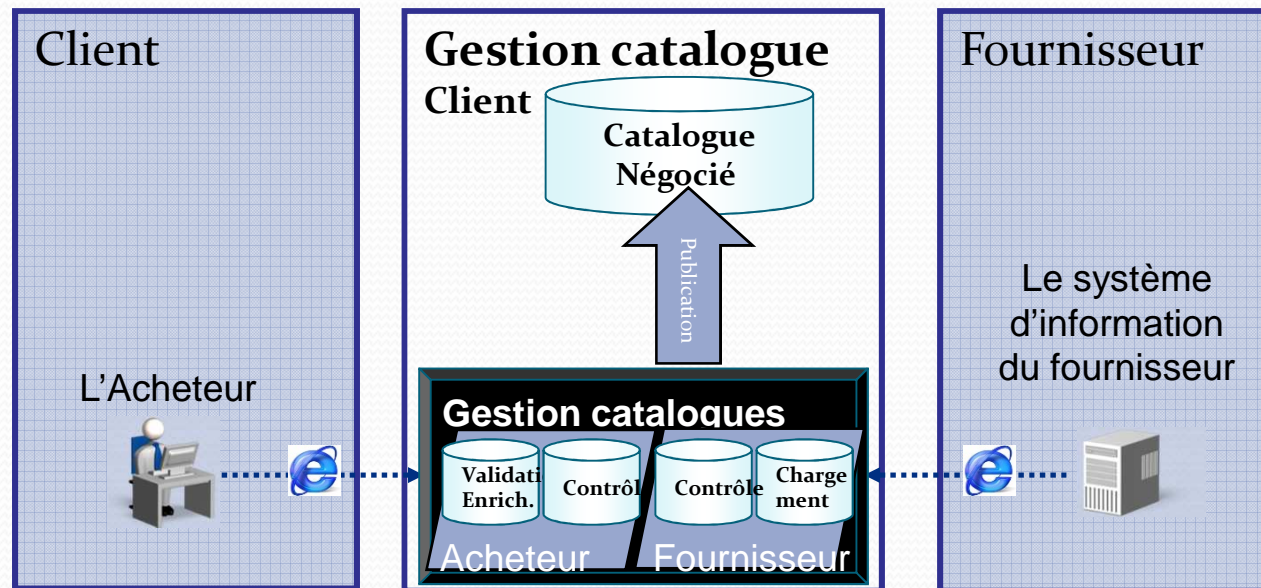 Client
L'Acheteur
Gestion catalogue
Client
Catalogue
Négocié
Publication
Gestion catalogues
Validati
Enrich.
Contrôl
Contrôle
Charge
ment
Acheteur
Fournisseur
Fournisseur
Le système
d'information
du fournisseur